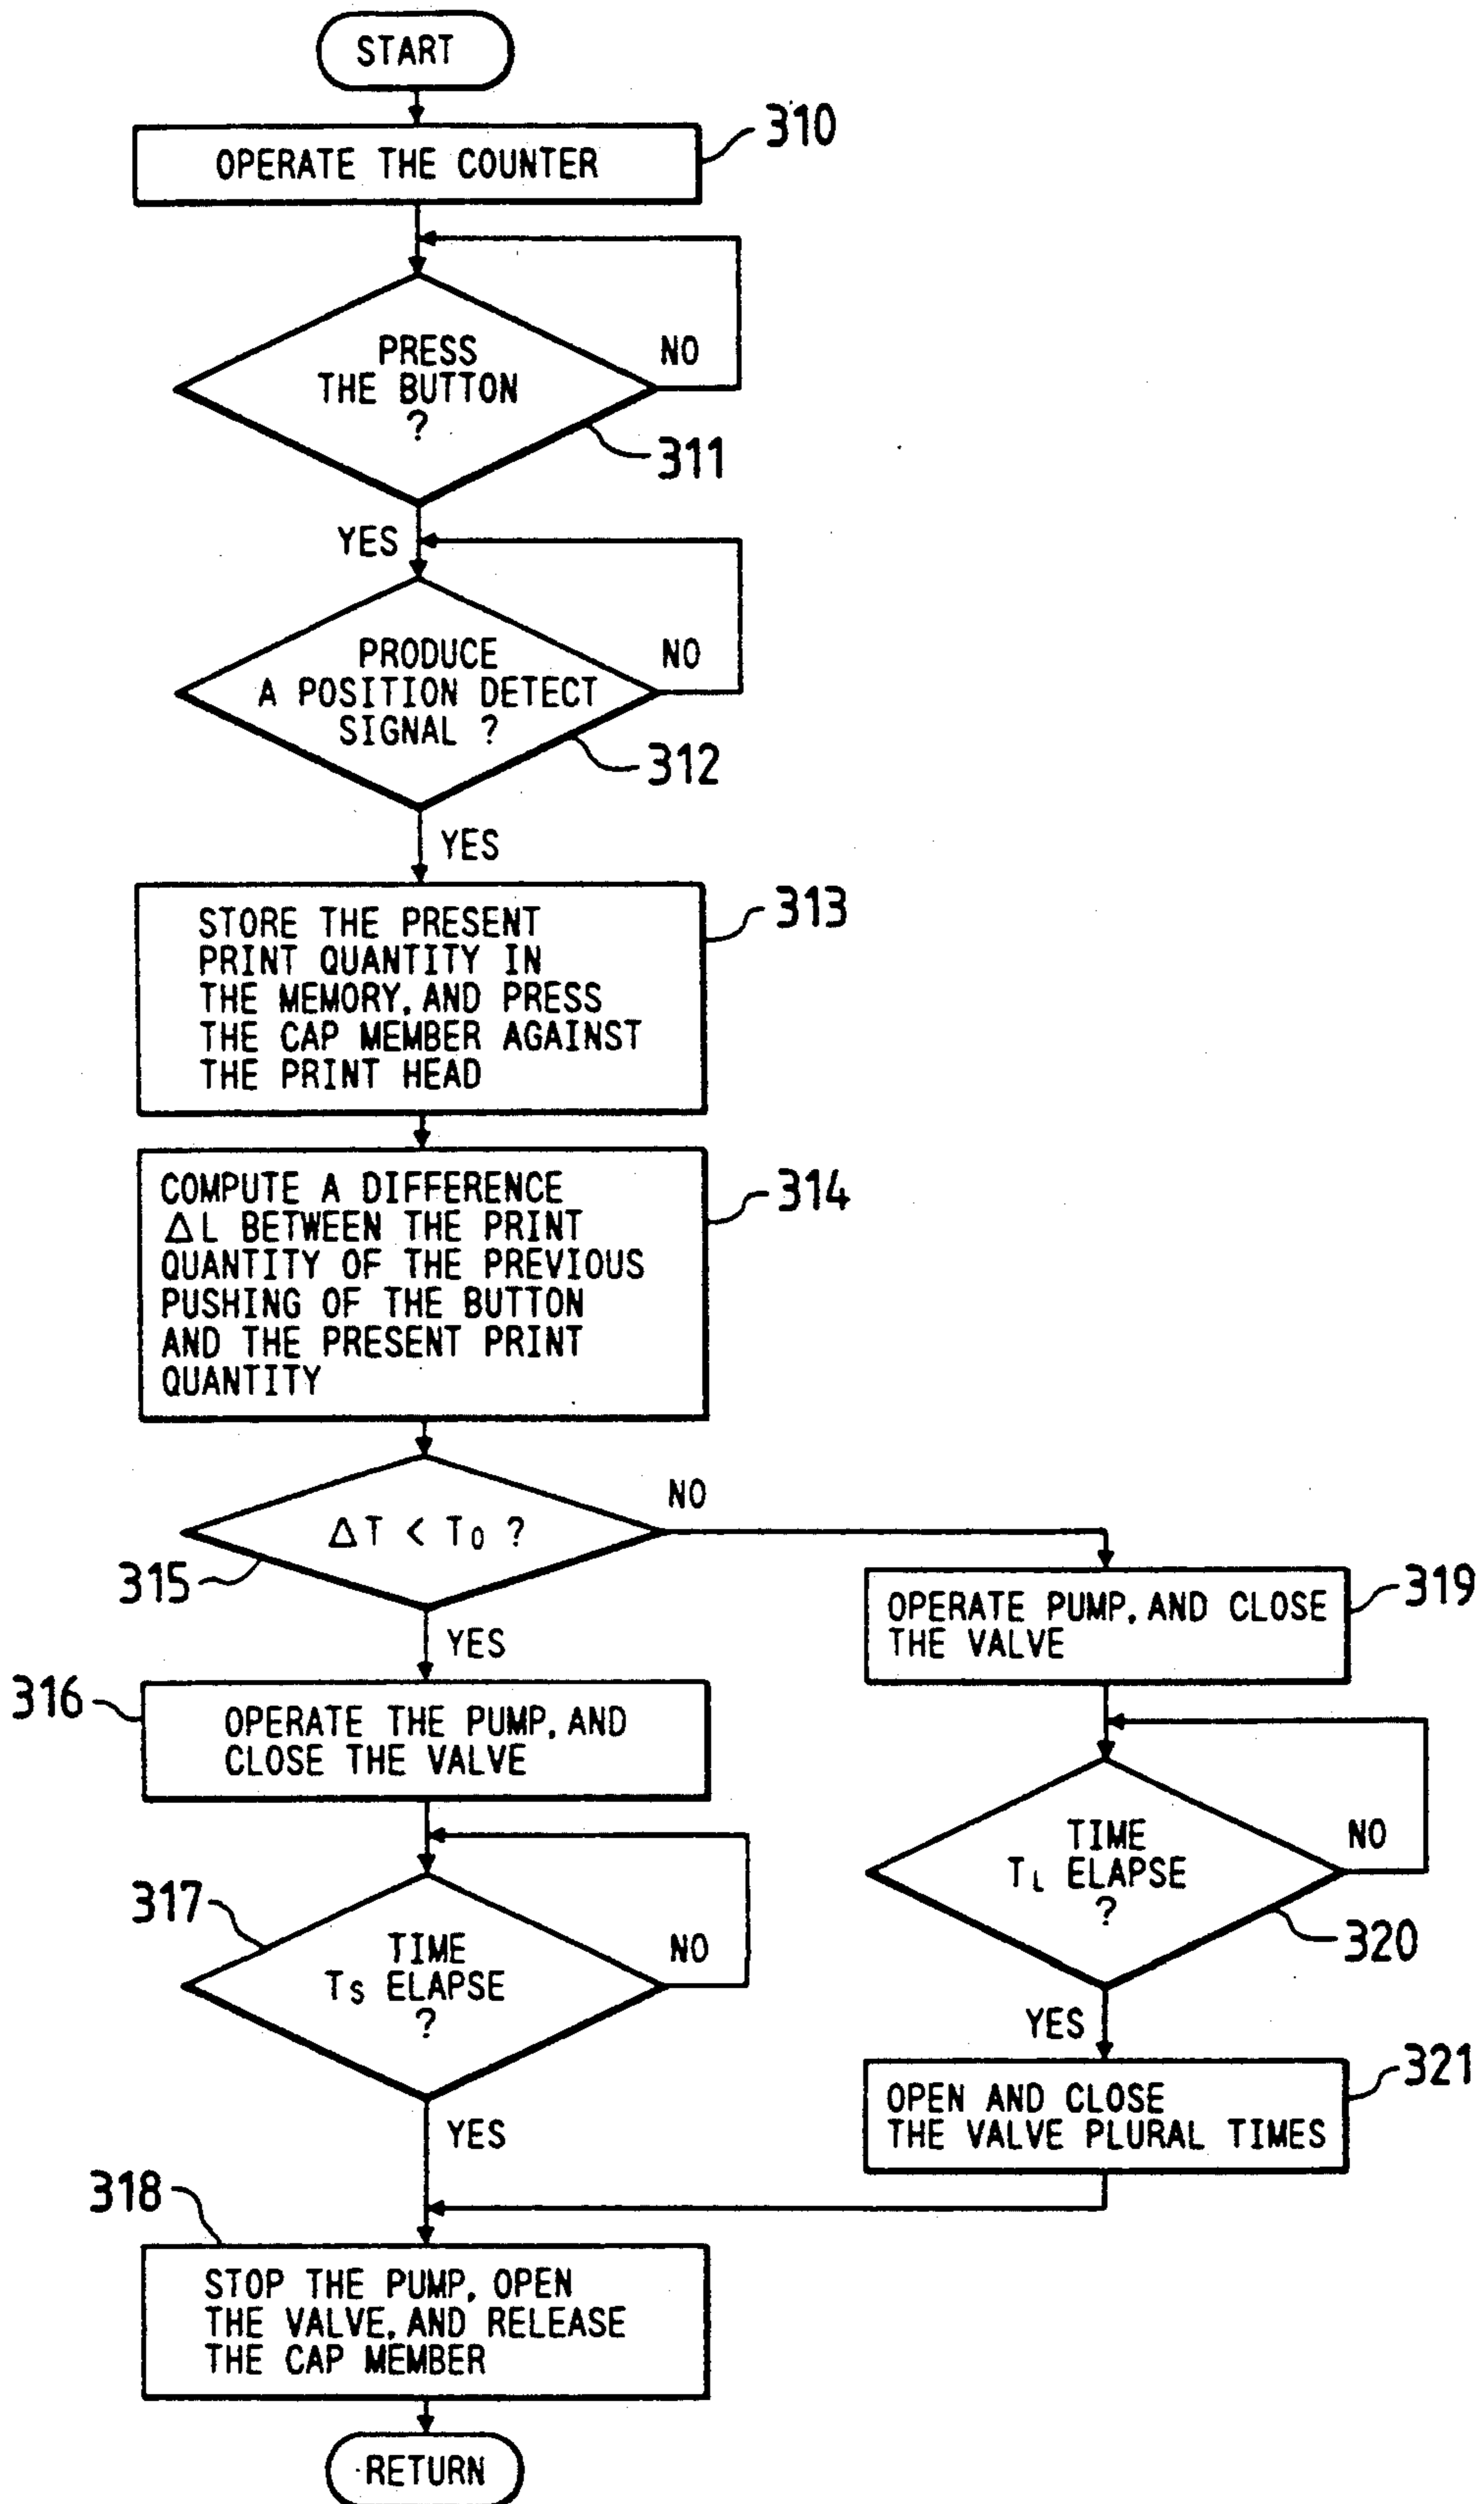 START
310
OPERATE THE COUNTER
PRESS
THE BUTTON
?
NO
311
YES
PRODUCE
A POSITION DETECT
SIGNAL ?
NO
312
YES
313
STORE THE PRESENT
PRINT QUANTITY IN
THE MEMORY, AND PRESS
THE CAP MEMBER AGAINST
THE PRINT HEAD
314
COMPUTE A DIFFERENCE
ΔL BETWEEN THE PRINT
QUANTITY OF THE PREVIOUS
PUSHING OF THE BUTTON
AND THE PRESENT PRINT
QUANTITY
ΔT < T0 ?
NO
315
YES
316
OPERATE THE PUMP, AND
CLOSE THE VALVE
317
TIME
TS ELAPSE
?
NO
YES
319
OPERATE PUMP, AND CLOSE
THE VALVE
TIME
TL ELAPSE
?
NO
320
YES
321
OPEN AND CLOSE
THE VALVE PLURAL TIMES
318
STOP THE PUMP, OPEN
THE VALVE, AND RELEASE
THE CAP MEMBER
RETURN